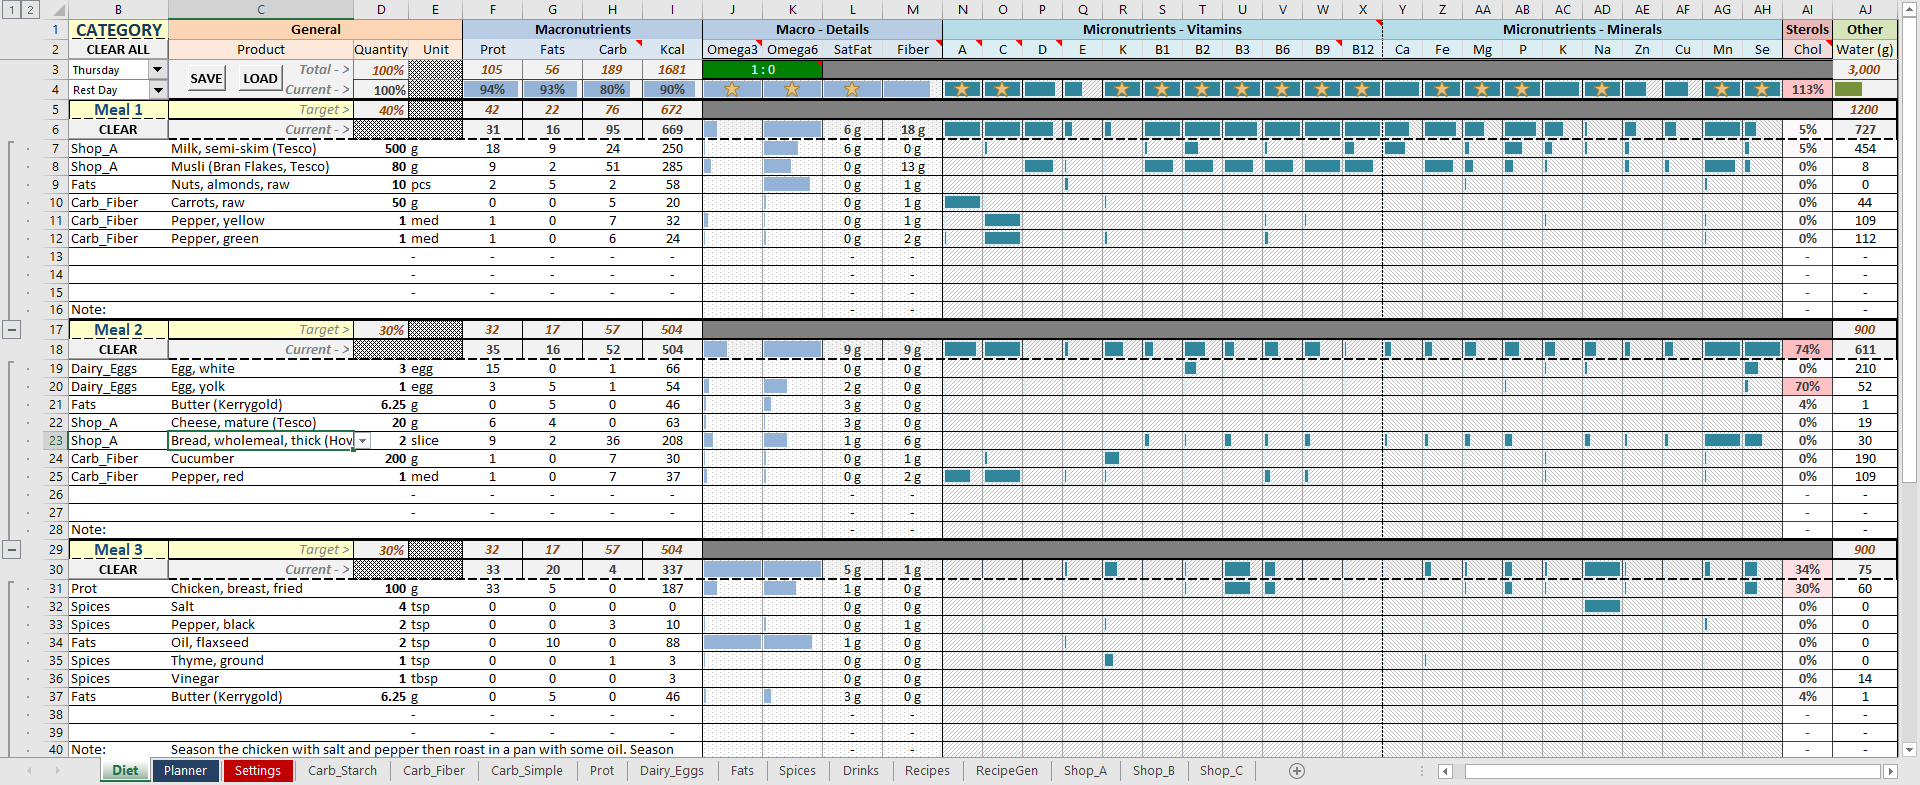 1 2
B C D E F G H I J K L M N O P Q R S T U V W X Y Z AA AB AC AD AE AF AG AH AI AJ
1 CATEGORY General Macronutrients Macro - Details Micronutrients - Vitamins Micronutrients - Minerals Sterols Other
2 CLEAR ALL Product Quantity Unit Prot Fats Carb Kcal Omega3 Omega6 SatFat Fiber A C D E K B1 B2 B3 B6 B9 B12 Ca Fe Mg P K Na Zn Cu Mn Se Chol Water (g)
3 Thursday SAVE LOAD Total - > 100% 105 56 189 1681 1 : 0 3,000
4 Rest Day Current - > 100% 94% 93% 80% 90% 113%
5 Meal 1 Target > 40% 42 22 76 672 1200
6 CLEAR Current - > 31 16 95 669 6 g 18 g 5% 727
7 Shop_A Milk, semi-skim (Tesco) 500 g 18 9 24 250 6 g 0 g 5% 454
8 Shop_A Musli (Bran Flakes, Tesco) 80 g 9 2 51 285 0 g 13 g 0% 8
9 Fats Nuts, almonds, raw 10 pcs 2 5 2 58 0 g 1 g 0% 0
10 Carb_Fiber Carrots, raw 50 g 0 0 5 20 0 g 1 g 0% 44
11 Carb_Fiber Pepper, yellow 1 med 1 0 7 32 0 g 1 g 0% 109
12 Carb_Fiber Pepper, green 1 med 1 0 6 24 0 g 2 g 0% 112
13 - - - - - - - - -
14 - - - - - - - - -
15 - - - - - - - - -
16 Note: - - - -
17 Meal 2 Target > 30% 32 17 57 504 900
18 CLEAR Current - > 35 16 52 504 9 g 9 g 74% 611
19 Dairy_Eggs Egg, white 3 egg 15 0 1 66 0 g 0 g 0% 210
20 Dairy_Eggs Egg, yolk 1 egg 3 5 1 54 2 g 0 g 70% 52
21 Fats Butter (Kerrygold) 6.25 g 0 5 0 46 3 g 0 g 4% 1
22 Shop_A Cheese, mature (Tesco) 20 g 6 4 0 63 3 g 0 g 0% 19
23 Shop_A Bread, wholemeal, thick (Hov 2 slice 9 2 36 208 1 g 6 g 0% 30
24 Carb_Fiber Cucumber 200 g 1 0 7 30 0 g 1 g 0% 190
25 Carb_Fiber Pepper, red 1 med 1 0 7 37 0 g 2 g 0% 109
26 - - - - - - - - -
27 - - - - - - - - -
28 Note: - - - -
29 Meal 3 Target > 30% 32 17 57 504 900
30 CLEAR Current - > 33 20 4 337 5 g 1 g 34% 75
31 Prot Chicken, breast, fried 100 g 33 5 0 187 1 g 0 g 30% 60
32 Spices Salt 4 tsp 0 0 0 0 0 g 0 g 0% 0
33 Spices Pepper, black 2 tsp 0 0 3 10 0 g 1 g 0% 0
34 Fats Oil, flaxseed 2 tsp 0 10 0 88 1 g 0 g 0% 0
35 Spices Thyme, ground 1 tsp 0 0 1 3 0 g 0 g 0% 0
36 Spices Vinegar 1 tbsp 0 0 0 3 0 g 0 g 0% 14
37 Fats Butter (Kerrygold) 6.25 g 0 5 0 46 3 g 0 g 4% 1
38 - - - - - - - - -
39 - - - - - - - - -
40 Note: Season the chicken with salt and pepper then roast in a pan with some oil. Season - - - -
Diet Planner Settings Carb_Starch Carb_Fiber Carb_Simple Prot Dairy_Eggs Fats Spices Drinks Recipes RecipeGen Shop_A Shop_B Shop_C